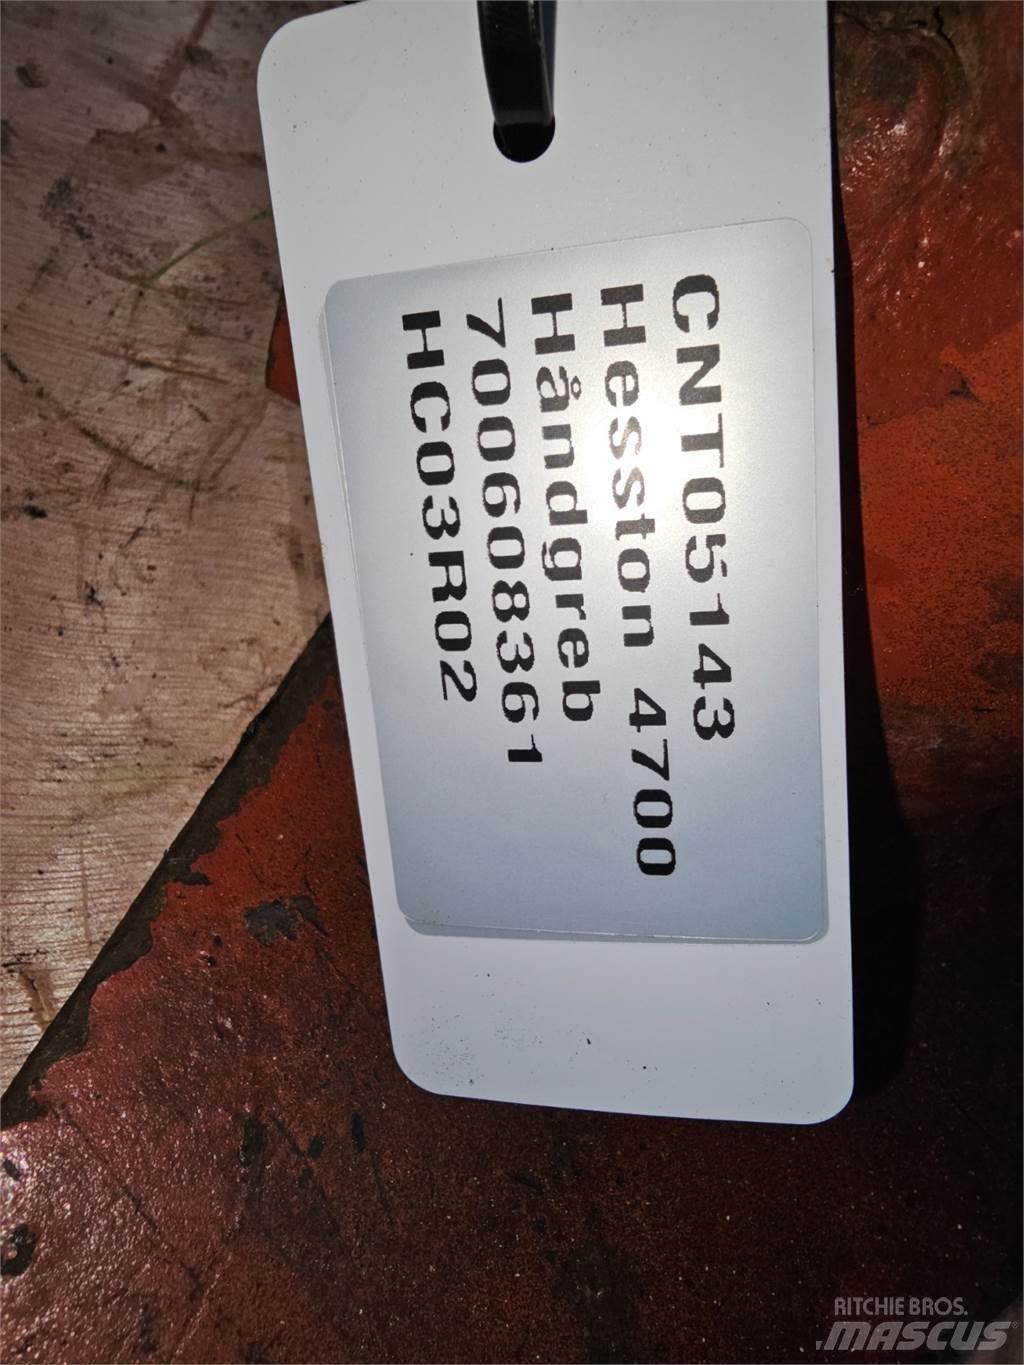 CNT05143
Hesston 4700
Håndgreb
700608361
HC03R02
RITCHIE BROS.
MASCUS